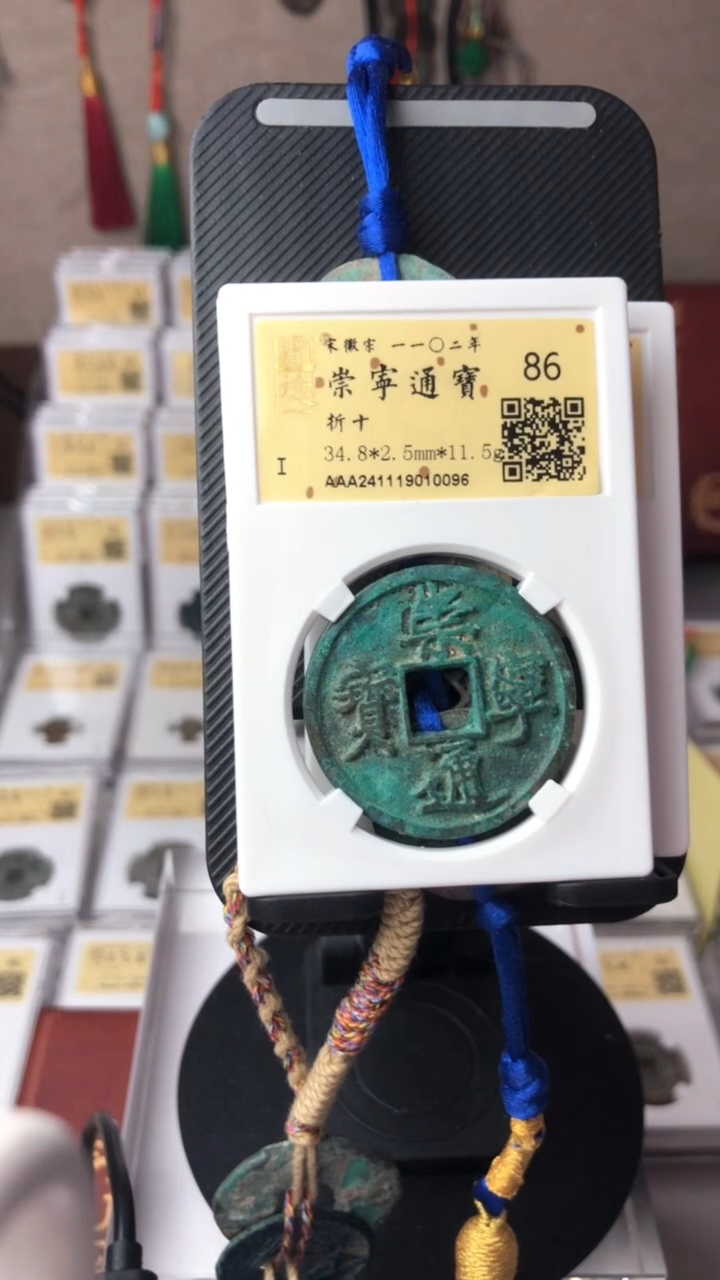 宋徽宗 一一〇二年
崇寧通寶
86
折十
34.8*2.5mm*11.5g
I
AAA241119010096
崇寧通寶